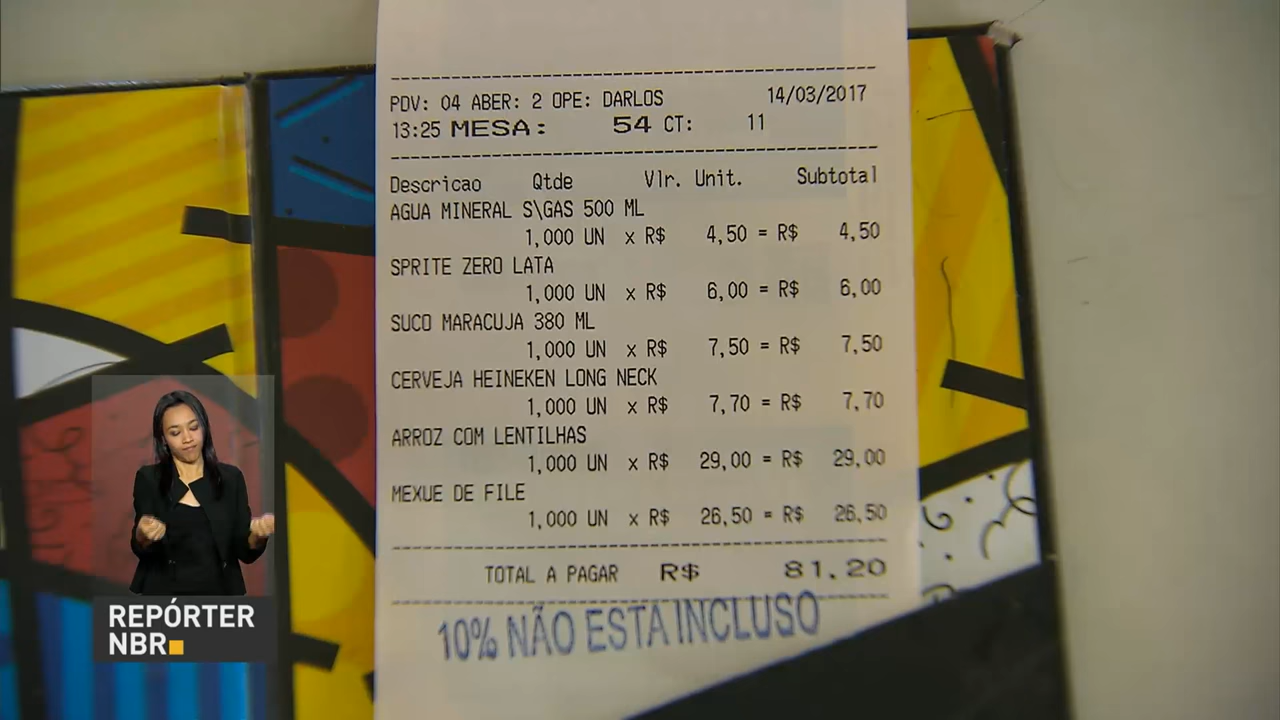 PDV: 04 ABER: 2 OPE: DARLOS 14/03/2017
13:25 MESA: 54 CT: 11
Descricao Qtde Vlr. Unit. Subtotal
AGUA MINERAL S\GAS 500 ML
1,000 UN x R$ 4,50 = R$ 4,50
SPRITE ZERO LATA
1,000 UN x R$ 6,00 = R$ 6,00
SUCO MARACUJA 380 ML
1,000 UN x R$ 7,50 = R$ 7,50
CERVEJA HEINEKEN LONG NECK
1,000 UN x R$ 7,70 = R$ 7,70
ARROZ COM LENTILHAS
1,000 UN x R$ 29,00 = R$ 29,00
MEXUE DE FILE
1,000 UN x R$ 26,50 = R$ 26,50
TOTAL A PAGAR R$ 81,20
10% NÃO ESTA INCLUSO
REPÓRTER
NBR